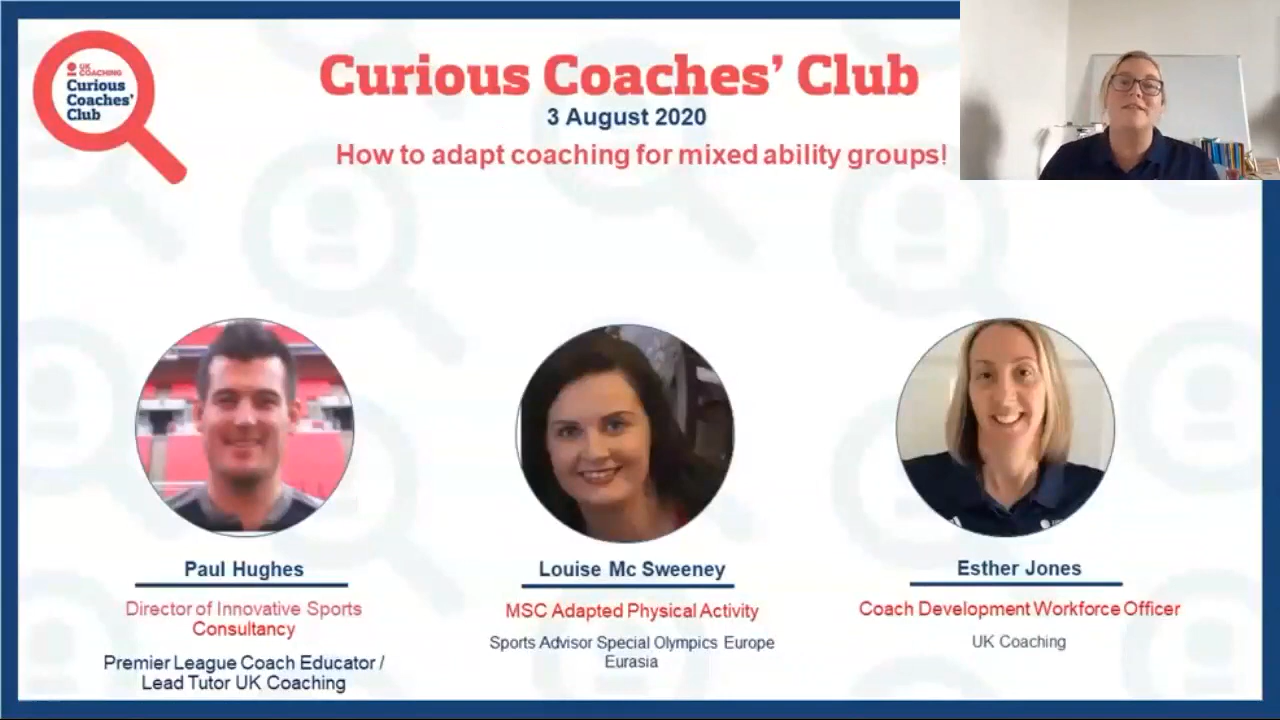 UK
COACHING
Curious
Coaches'
Club
Curious Coaches' Club
3 August 2020
How to adapt coaching for mixed ability groups!
Paul Hughes
Director of Innovative Sports
Consultancy
Premier League Coach Educator /
Lead Tutor UK Coaching
Louise Mc Sweeney
MSC Adapted Physical Activity
Sports Advisor Special Olympics Europe
Eurasia
Esther Jones
Coach Development Workforce Officer
UK Coaching